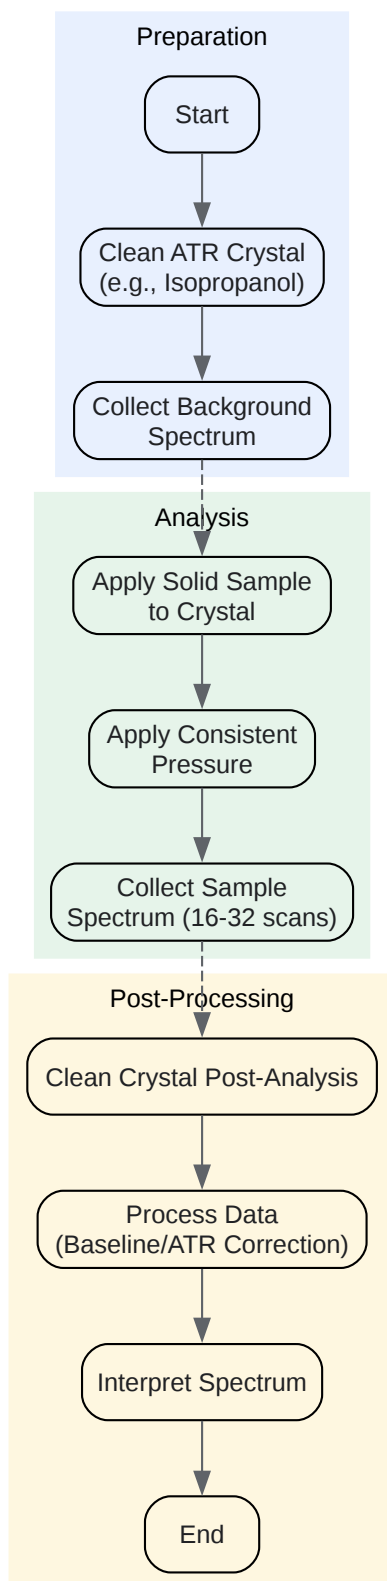 Preparation
Start
Clean ATR Crystal
(e.g., Isopropanol)
Collect Background
Spectrum
Analysis
Apply Solid Sample
to Crystal
Apply Consistent
Pressure
Collect Sample
Spectrum (16-32 scans)
Post-Processing
Clean Crystal Post-Analysis
Process Data
(Baseline/ATR Correction)
Interpret Spectrum
End